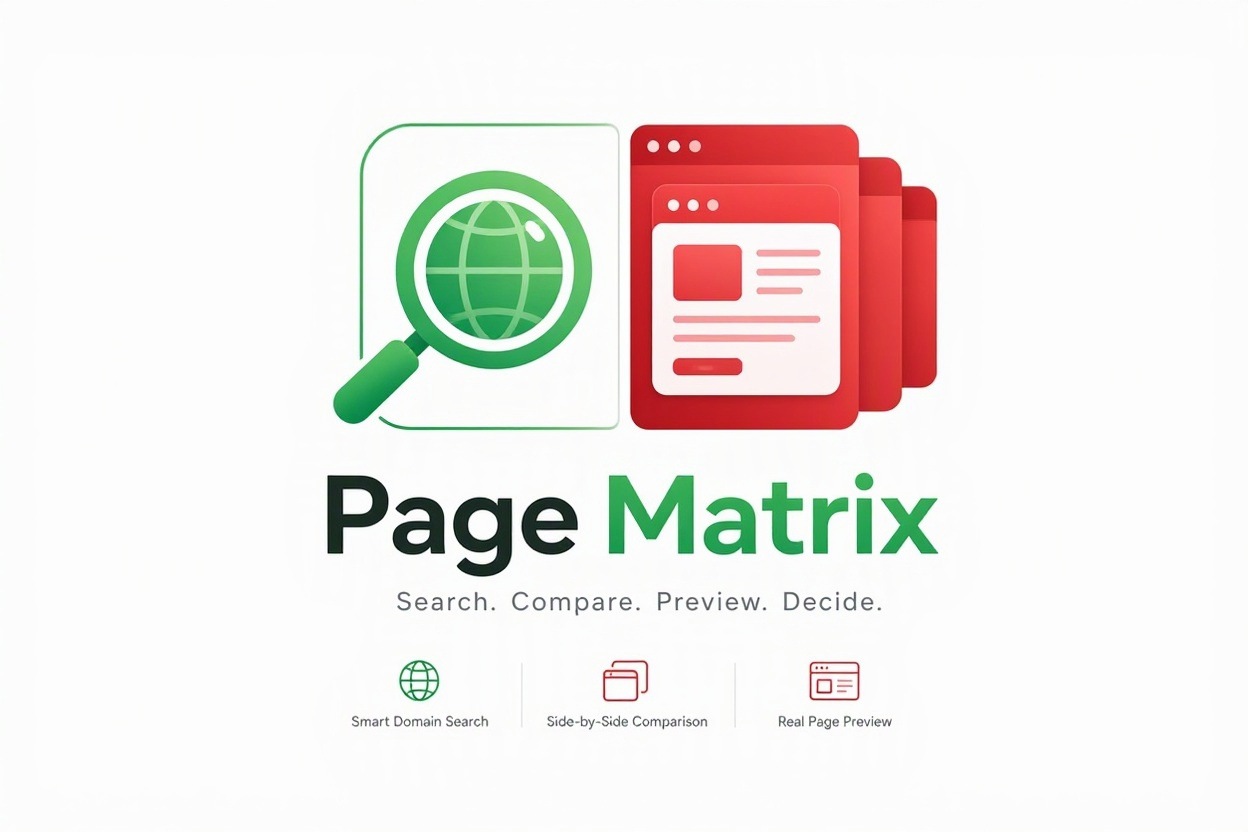 Page Matrix
Search. Compare. Preview. Decide.
Smart Domain Search
Side-by-Side Comparison
Real Page Preview